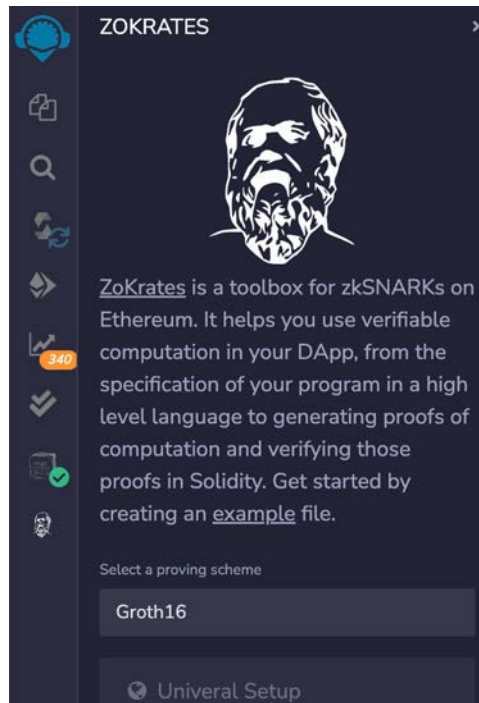 ZOKRATES
ZoKrates is a toolbox for zkSNARKs on
Ethereum. It helps you use verifiable
computation in your DApp, from the
specification of your program in a high
level language to generating proofs of
computation and verifying those
proofs in Solidity. Get started by
creating an example file.
340
Select a proving scheme
Groth16
Univeral Setup